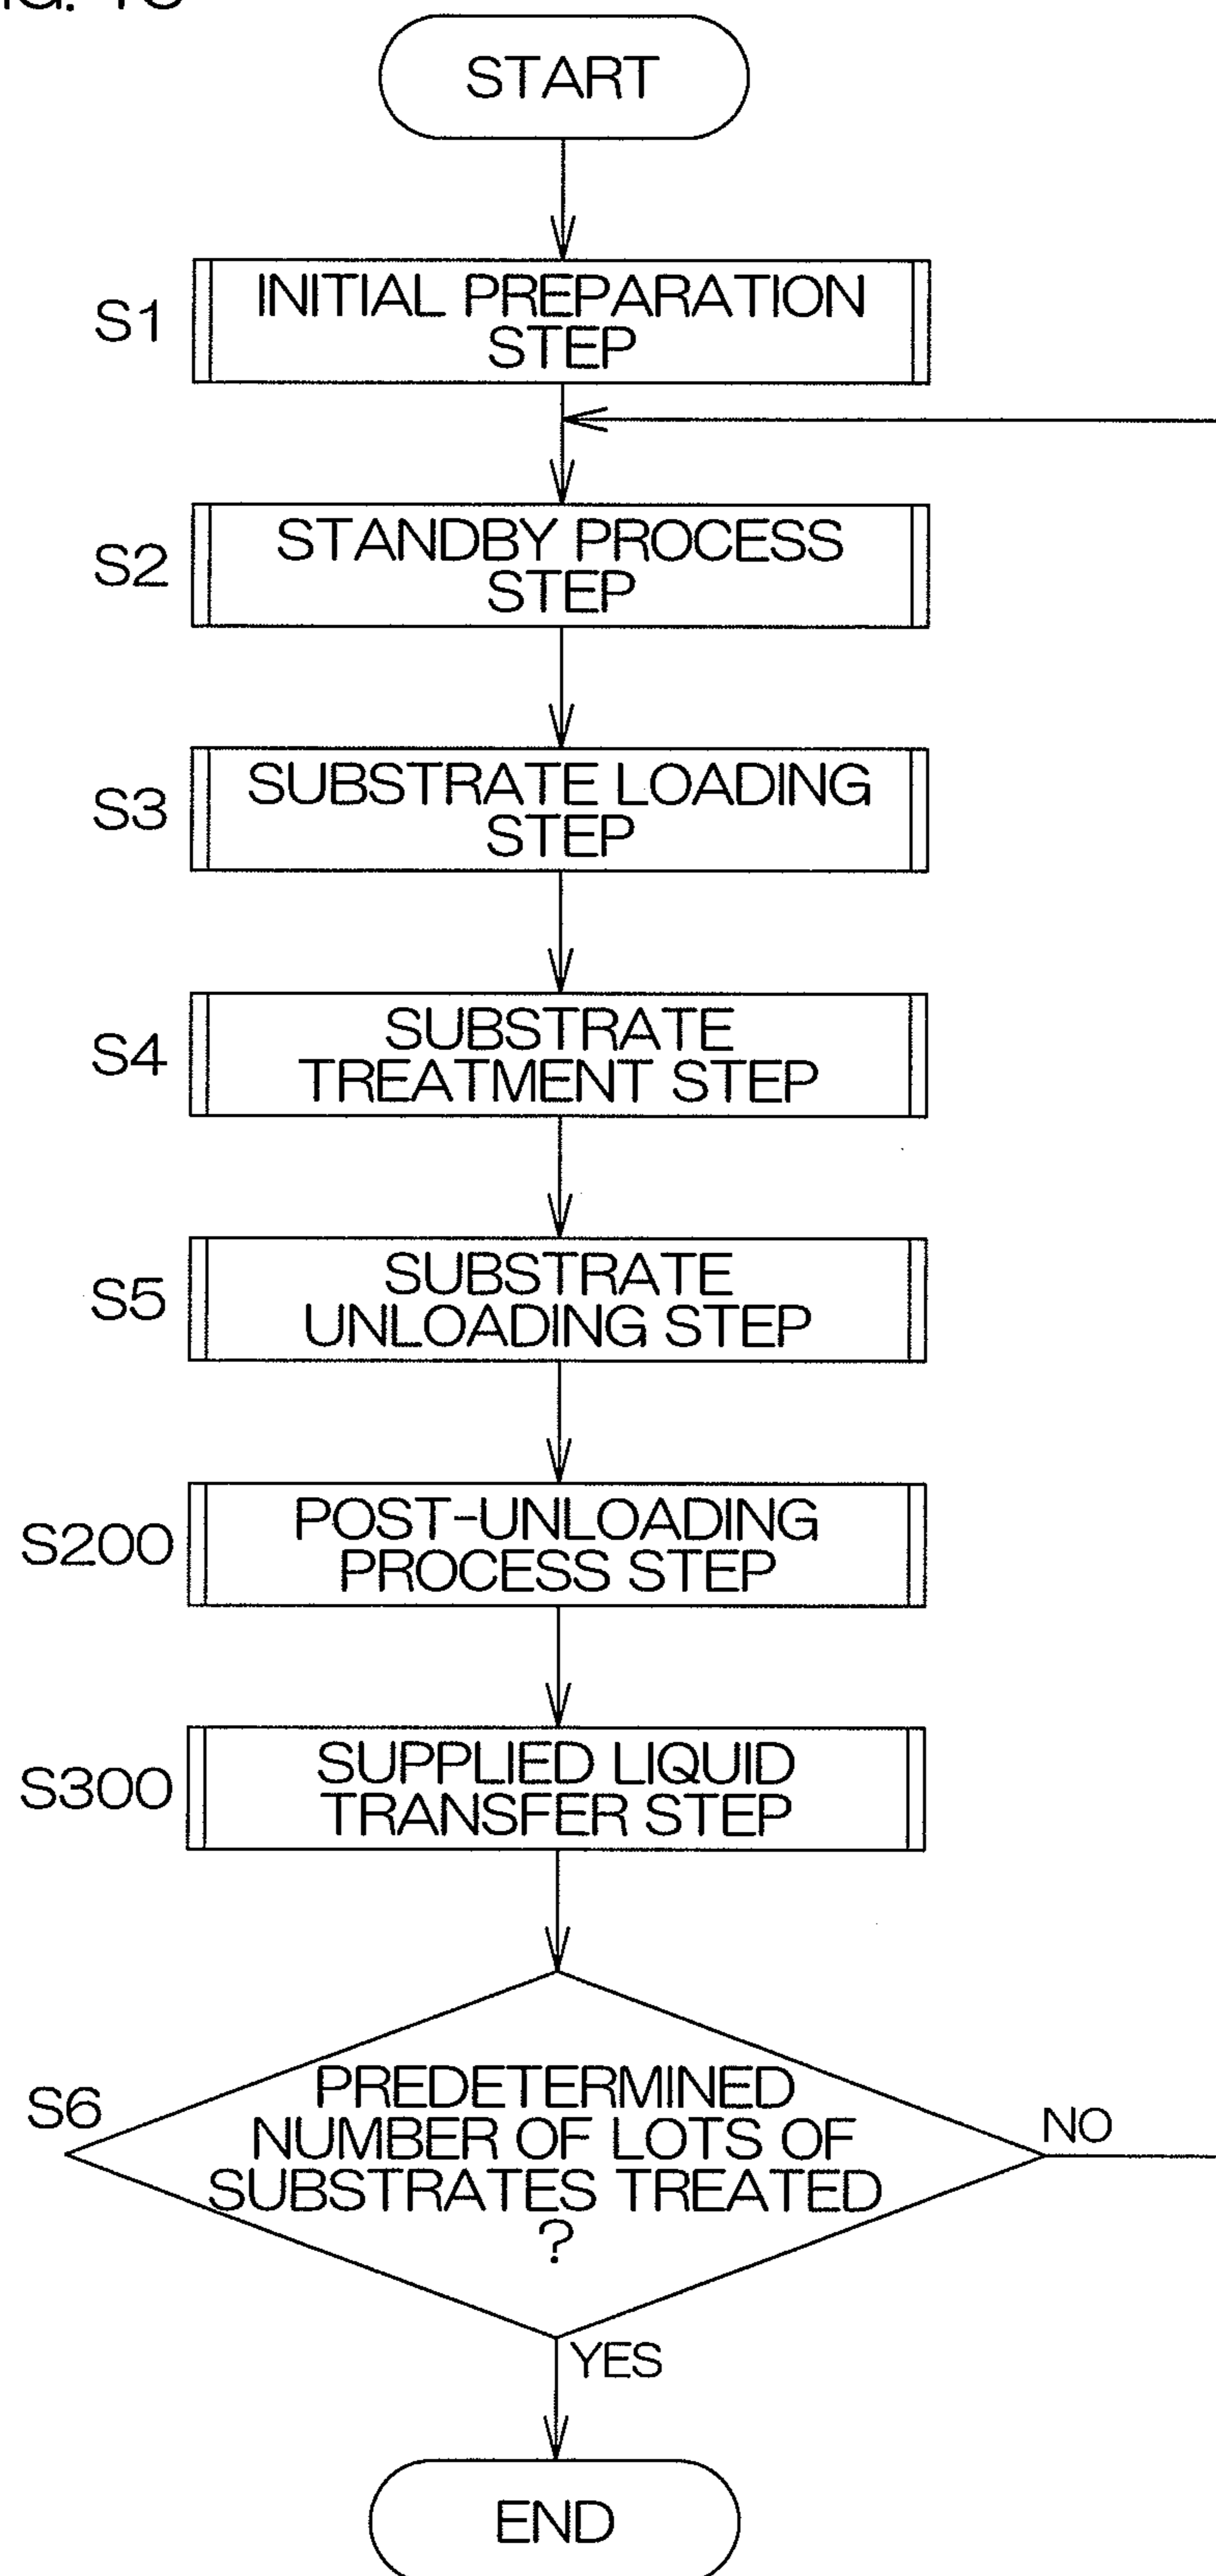 START
S1
INITIAL PREPARATION
STEP
S2
STANDBY PROCESS
STEP
S3
SUBSTRATE LOADING
STEP
S4
SUBSTRATE
TREATMENT STEP
S5
SUBSTRATE
UNLOADING STEP
S200
POST-UNLOADING
PROCESS STEP
S300
SUPPLIED LIQUID
TRANSFER STEP
S6
PREDETERMINED
NUMBER OF LOTS OF
SUBSTRATES TREATED
?
NO
YES
END